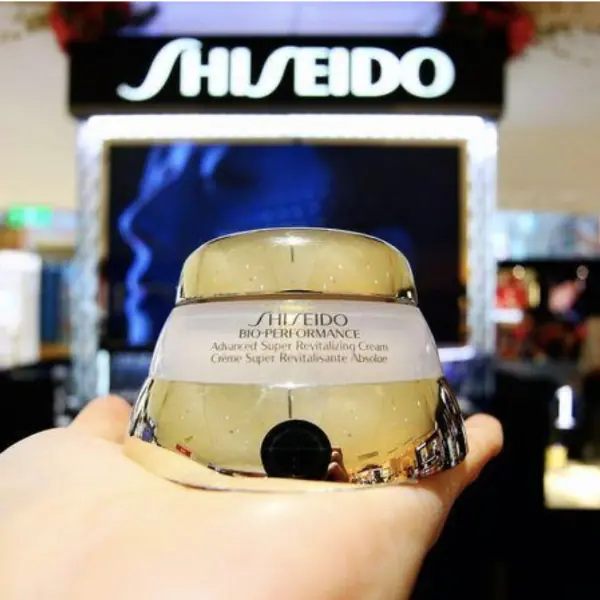 SHISEIDO
SHISEIDO
BIO-PERFORMANCE
Advanced Super Revitalizing Cream
Crème Super Revitalisante Absolue